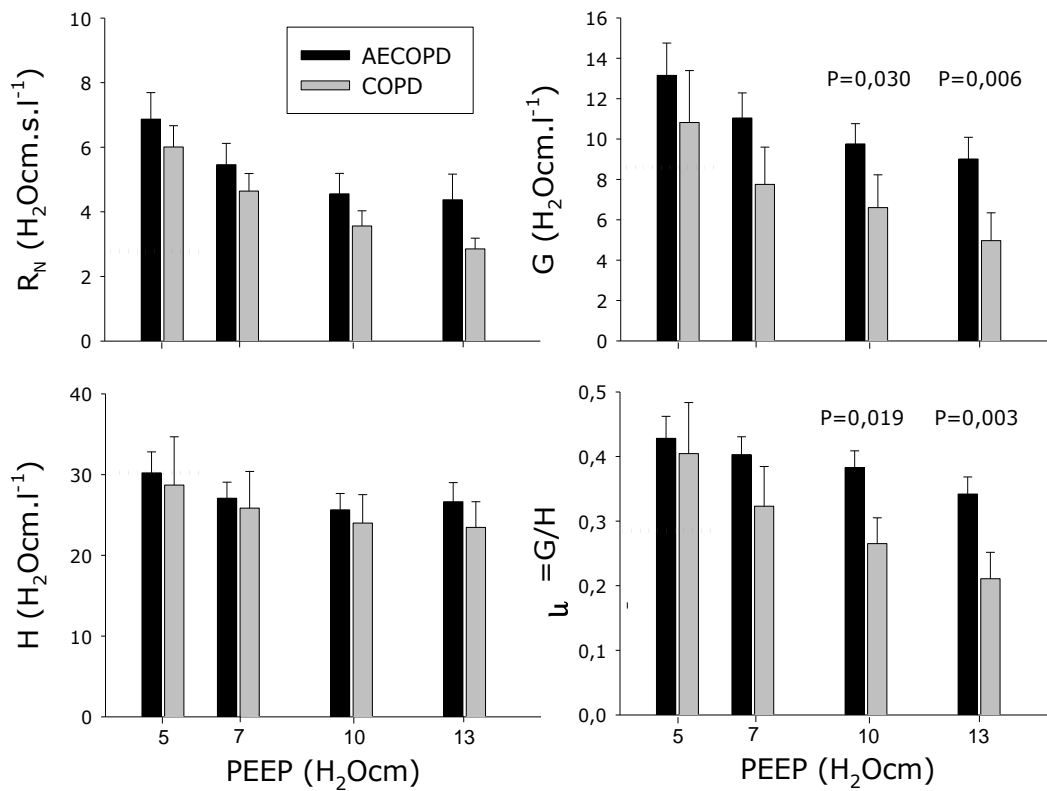 10
8
6
4
2
0
R_N (H₂Ocm.s.l⁻¹)
AECOPD
COPD
16
14
12
10
8
6
4
2
0
G (H₂Ocm.l⁻¹)
P=0,030 P=0,006
40
30
20
10
0
H (H₂Ocm.l⁻¹)
5 7 10 13
PEEP (H₂Ocm)
0,5
0,4
0,3
0,2
0,1
0,0
=G/H
P=0,019 P=0,003
5 7 10 13
PEEP (H₂Ocm)